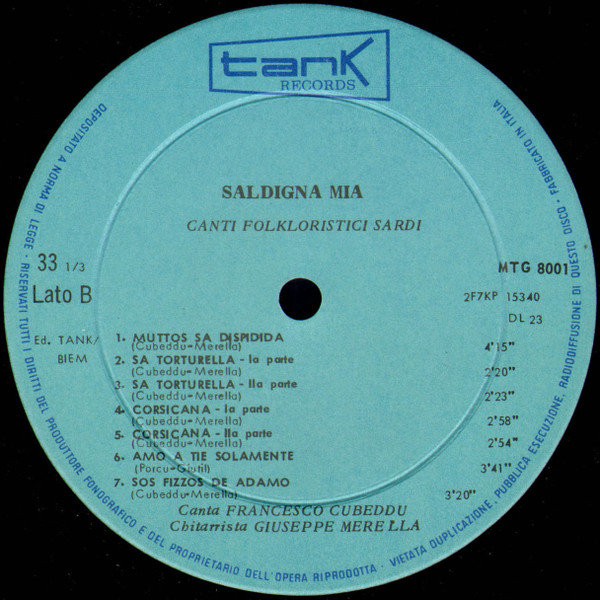 tank
RECORDS
SALDIGNA MIA
CANTI FOLKLORISTICI SARDI
33 1/3
Lato B
MTG 8001
2F7KP 15340
DL 23
Ed. TANK/
BIEM
1- MUTTOS SA DISPIDIDA 4'15"
(Cubeddu-Merella)
2- SA TORTURELLA - Ia parte 2'20"
(Cubeddu-Merella)
3- SA TORTURELLA - IIa parte 2'23"
(Cubeddu-Merella)
4- CORSICANA - Ia parte 2'58"
(Cubeddu-Merella)
5- CORSICANA - IIa parte 2'54"
(Cubeddu-Merella)
6- AMO A TIE SOLAMENTE 3'41"
(Porcu-Giutil)
7- SOS FIZZOS DE ADAMO 3'20"
(Cubeddu-Merella)
Canta FRANCESCO CUBEDDU
Chitarrista GIUSEPPE MERELLA
DEPOSITATO A NORMA DI LEGGE - RISERVATI TUTTI I DIRITTI DEL PRODUTTORE FONOGRAFICO E DEL PROPRIETARIO DELL'OPERA RIPRODOTTA - VIETATA DUPLICAZIONE, PUBBLICA ESECUZIONE, RADIODIFFUSIONE DI QUESTO DISCO - FABBRICATO IN ITALIA